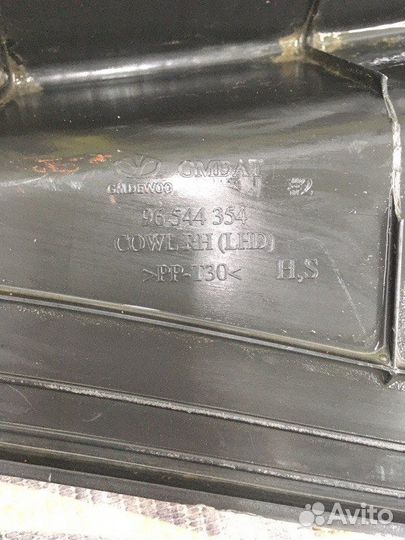 GMDAT
GMDEWOO
96 544 354
COWL RH (LHD)
>PP-T30< H,S
Avito